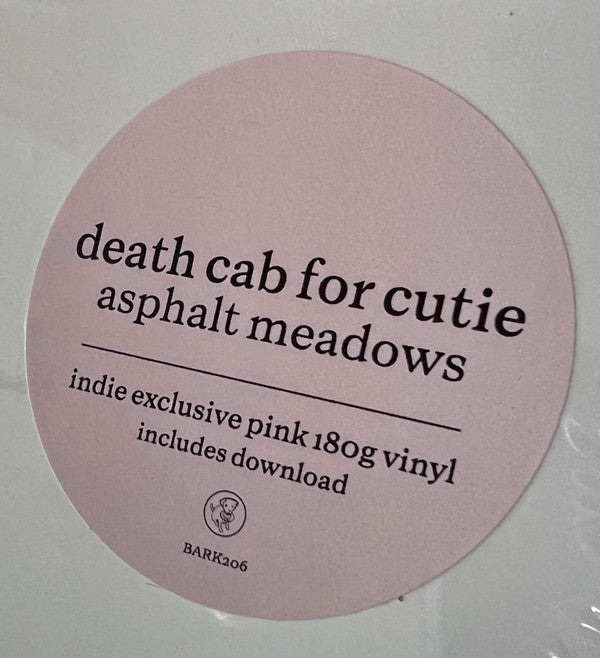 death cab for cutie
asphalt meadows
indie exclusive pink 180g vinyl
includes download
BARK206